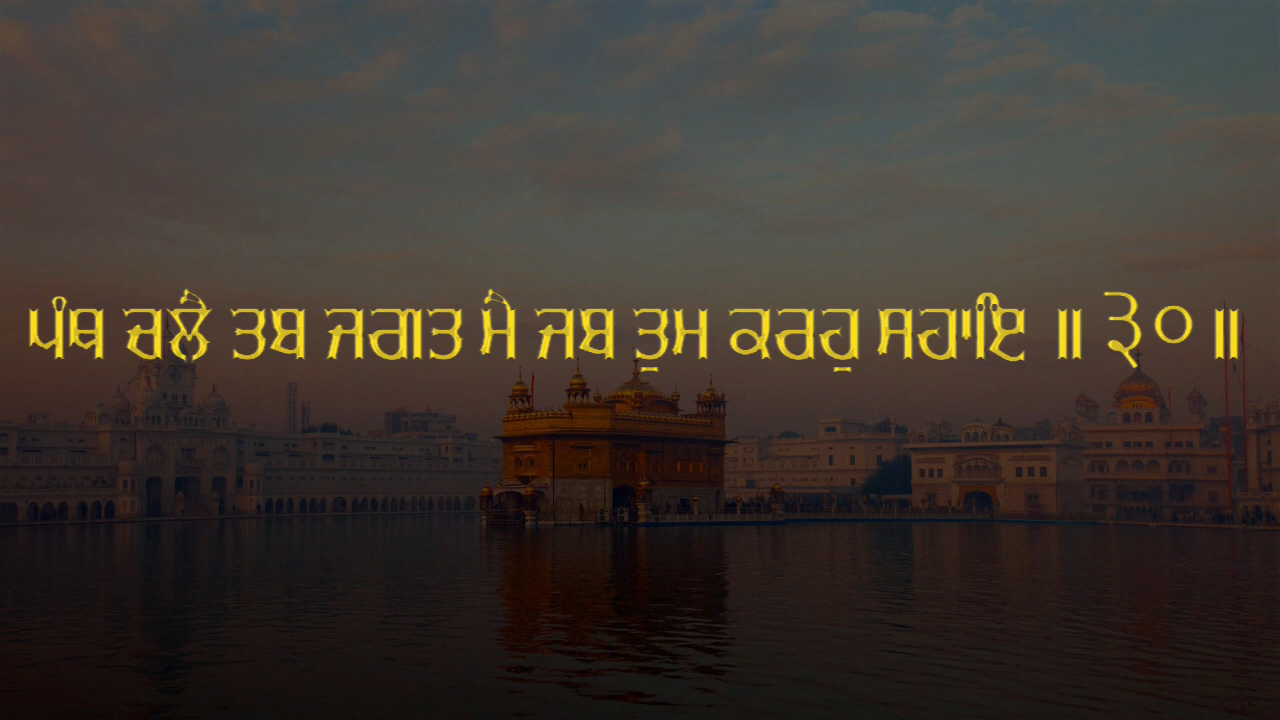 ਪੰਥ ਚਲੈ ਤਬ ਜਗਤ ਮੈ ਜਬ ਤੁਮ ਕਰਹੁ ਸਹਾਇ ॥ ੩੦ ॥